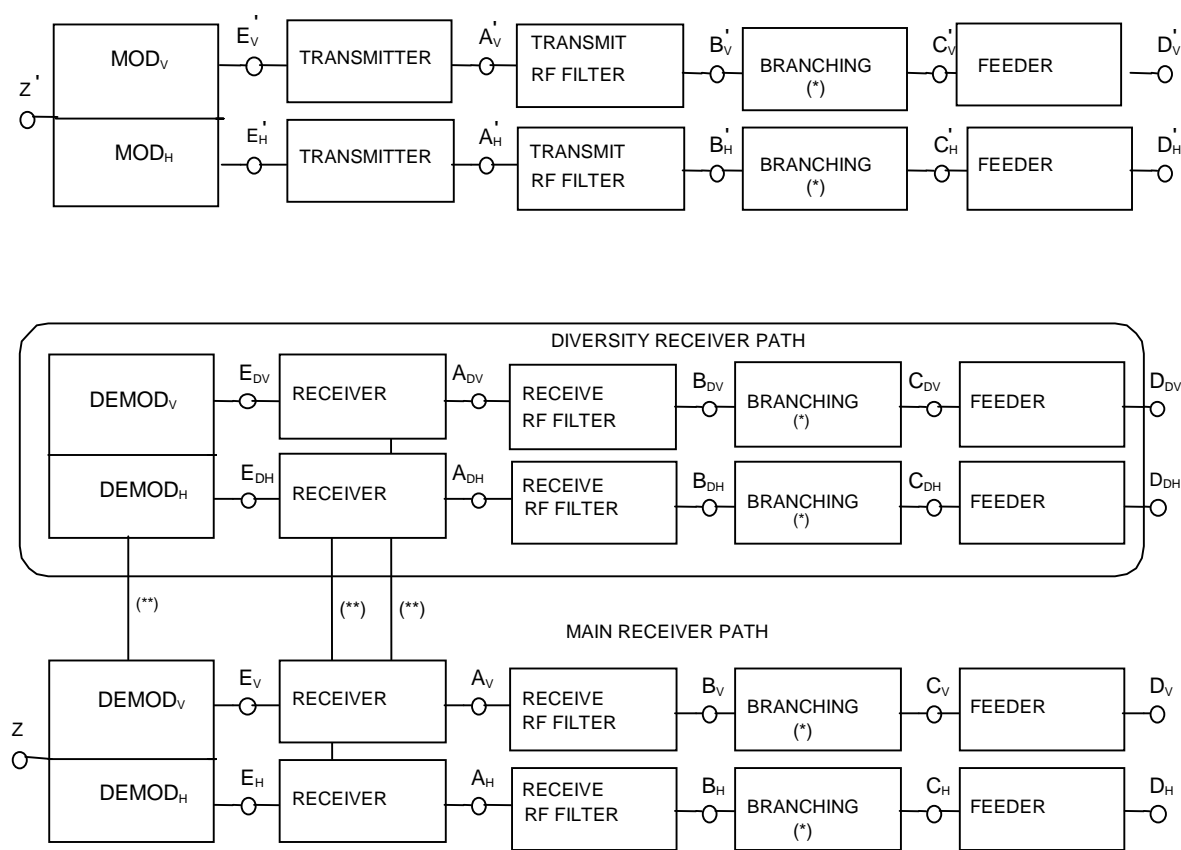 E'V A'V TRANSMIT B'V C'V D'V
MODV TRANSMITTER RF FILTER BRANCHING FEEDER
(*)
Z'
E'H A'H TRANSMIT B'H C'H D'H
MODH TRANSMITTER RF FILTER BRANCHING FEEDER
(*)
DIVERSITY RECEIVER PATH
EDV ADV BDV CDV DDV
DEMODV RECEIVER RECEIVE BRANCHING FEEDER
RF FILTER (*)
EDH ADH BDH CDH DDH
DEMODH RECEIVER RECEIVE BRANCHING FEEDER
RF FILTER (*)
(**) (**) (**)
MAIN RECEIVER PATH
EV AV BV CV DV
DEMODV RECEIVER RECEIVE BRANCHING FEEDER
RF FILTER (*)
Z
EH AH BH CH DH
DEMODH RECEIVER RECEIVE BRANCHING FEEDER
RF FILTER (*)